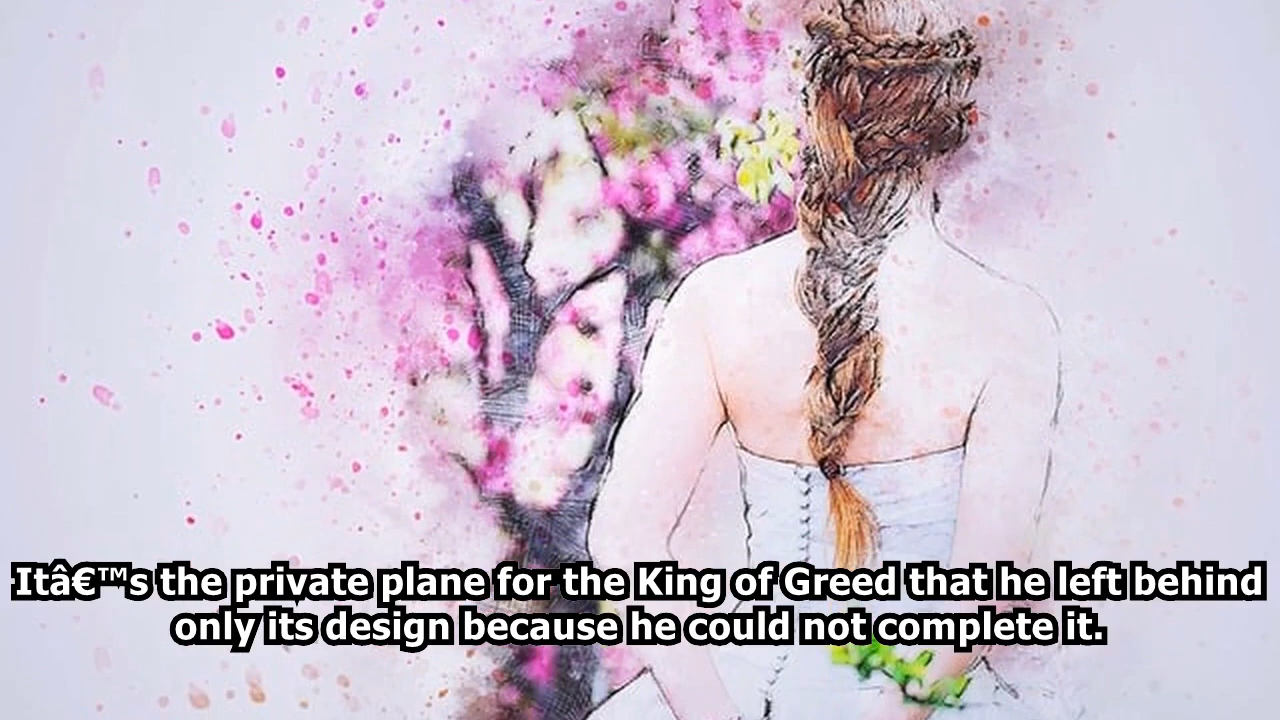 Itâ€™s the private plane for the King of Greed that he left behind
only its design because he could not complete it.